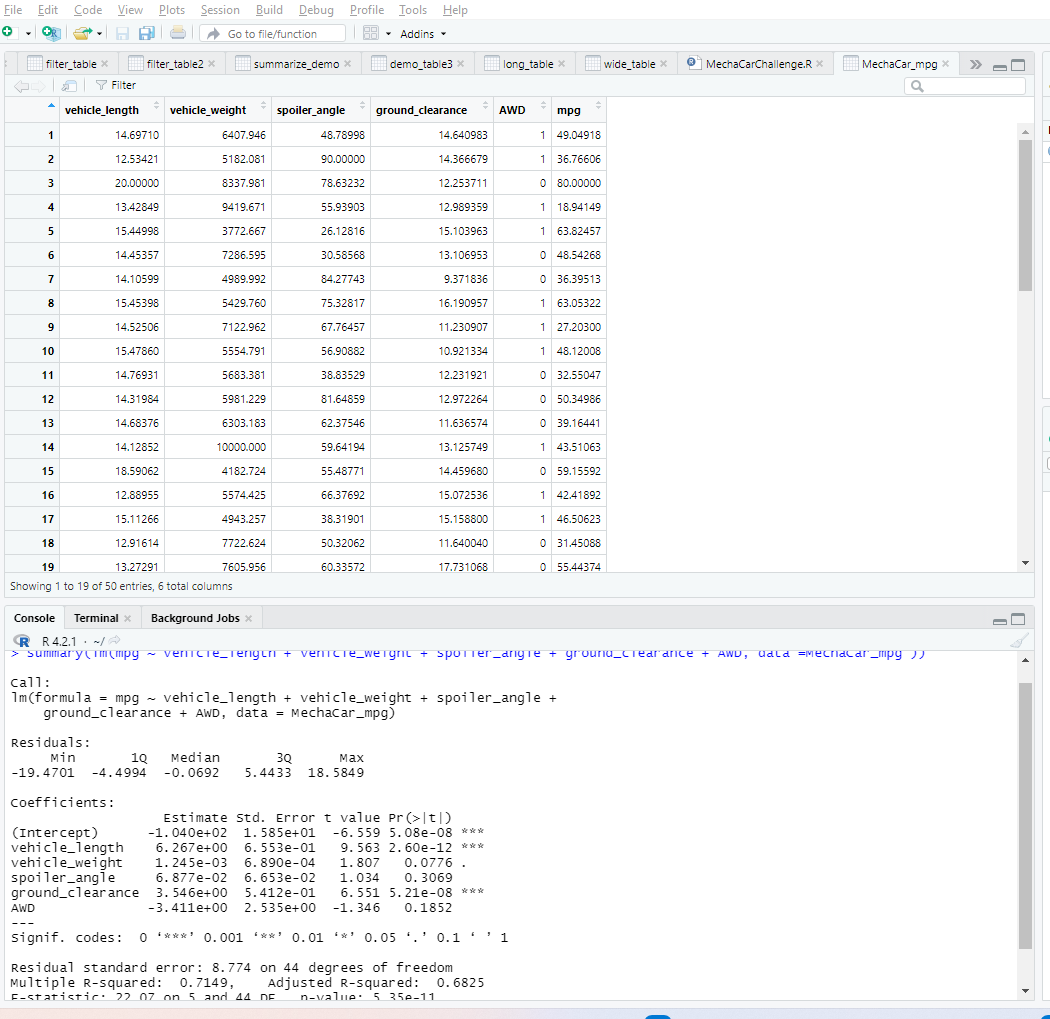 File Edit Code View Plots Session Build Debug Profile Tools Help
Go to file/function Addins
filter_table filter_table2 summarize_demo demo_table3 long_table wide_table MechaCarChallenge.R MechaCar_mpg
Filter
vehicle_length vehicle_weight spoiler_angle ground_clearance AWD mpg
1 14.69710 6407.946 48.78998 14.640983 1 49.04918
2 12.53421 5182.081 90.00000 14.366679 1 36.76606
3 20.00000 8337.981 78.63232 12.253711 0 80.00000
4 13.42849 9419.671 55.93903 12.989359 1 18.94149
5 15.44998 3772.667 26.12816 15.103963 1 63.82457
6 14.45357 7286.595 30.58568 13.106953 0 48.54268
7 14.10599 4989.992 84.27743 9.371836 0 36.39513
8 15.45398 5429.760 75.32817 16.190957 1 63.05322
9 14.52506 7122.962 67.76457 11.230907 1 27.20300
10 15.47860 5554.791 56.90882 10.921334 1 48.12008
11 14.76931 5683.381 38.83529 12.231921 0 32.55047
12 14.31984 5981.229 81.64859 12.972264 0 50.34986
13 14.68376 6303.183 62.37546 11.636574 0 39.16441
14 14.12852 10000.000 59.64194 13.125749 1 43.51063
15 18.59062 4182.724 55.48771 14.459680 0 59.15592
16 12.88955 5574.425 66.37692 15.072536 1 42.41892
17 15.11266 4943.257 38.31901 15.158800 1 46.50623
18 12.91614 7722.624 50.32062 11.640040 0 31.45088
19 13.27291 7605.956 60.33572 17.731068 0 55.44374
Showing 1 to 19 of 50 entries, 6 total columns
Console Terminal Background Jobs
R 4.2.1 · ~/
> summary(lm(mpg ~ vehicle_length + vehicle_weight + spoiler_angle + ground_clearance + AWD, data =MechaCar_mpg ))
Call:
lm(formula = mpg ~ vehicle_length + vehicle_weight + spoiler_angle +
ground_clearance + AWD, data = MechaCar_mpg)
Residuals:
Min 1Q Median 3Q Max
-19.4701 -4.4994 -0.0692 5.4433 18.5849
Coefficients:
Estimate Std. Error t value Pr(>|t|)
(Intercept) -1.040e+02 1.585e+01 -6.559 5.08e-08 ***
vehicle_length 6.267e+00 6.553e-01 9.563 2.60e-12 ***
vehicle_weight 1.245e-03 6.890e-04 1.807 0.0776 .
spoiler_angle 6.877e-02 6.653e-02 1.034 0.3069
ground_clearance 3.546e+00 5.412e-01 6.551 5.21e-08 ***
AWD -3.411e+00 2.535e+00 -1.346 0.1852
---
Signif. codes: 0 ‘***’ 0.001 ‘**’ 0.01 ‘*’ 0.05 ‘.’ 0.1 ‘ ’ 1
Residual standard error: 8.774 on 44 degrees of freedom
Multiple R-squared: 0.7149, Adjusted R-squared: 0.6825
F-statistic: 22.07 on 5 and 44 DF, p-value: 5.35e-11